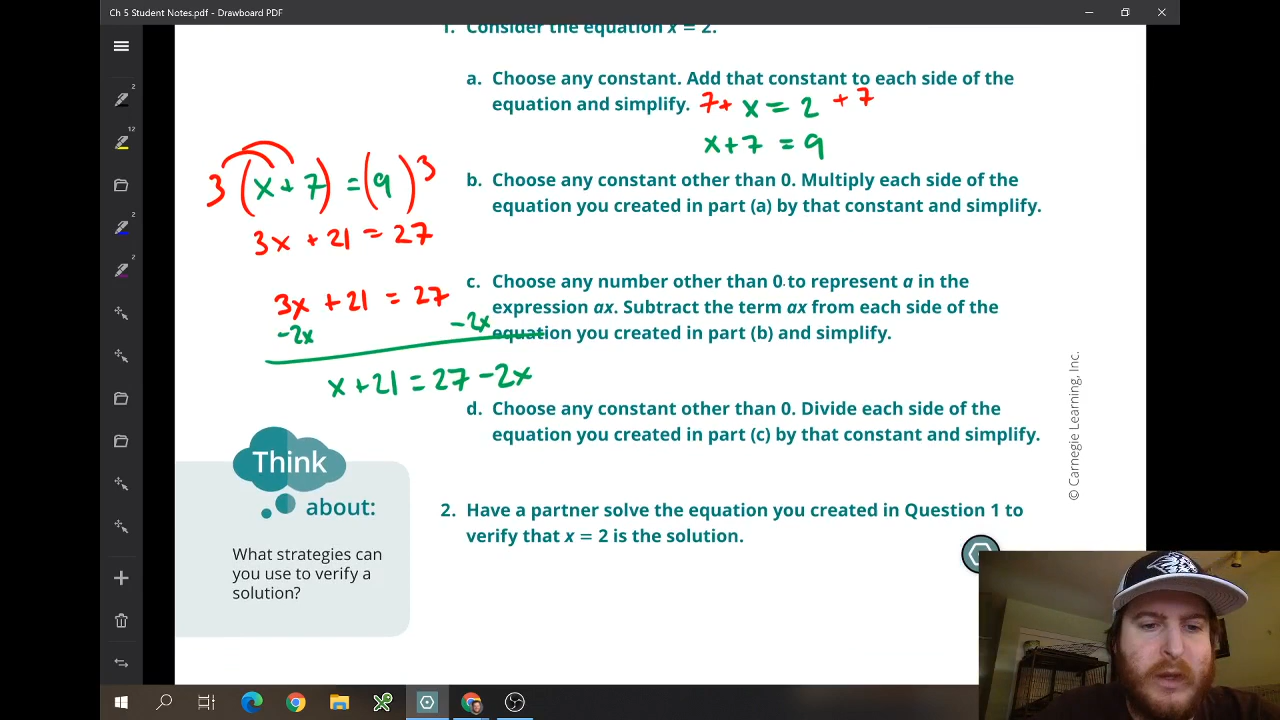 Ch 5 Student Notes.pdf - Drawboard PDF
1. Consider the equation x = 2.
a. Choose any constant. Add that constant to each side of the
equation and simplify. 7+ x = 2 + 7
x + 7 = 9
3 (x + 7) = (9) 3
3x + 21 = 27
b. Choose any constant other than 0. Multiply each side of the
equation you created in part (a) by that constant and simplify.
3x + 21 = 27
-2x -2x
x + 21 = 27 - 2x
c. Choose any number other than 0 to represent a in the
expression ax. Subtract the term ax from each side of the
equation you created in part (b) and simplify.
d. Choose any constant other than 0. Divide each side of the
equation you created in part (c) by that constant and simplify.
2. Have a partner solve the equation you created in Question 1 to
verify that x = 2 is the solution.
Think
about:
What strategies can
you use to verify a
solution?
© Carnegie Learning, Inc.
2
12
2
2